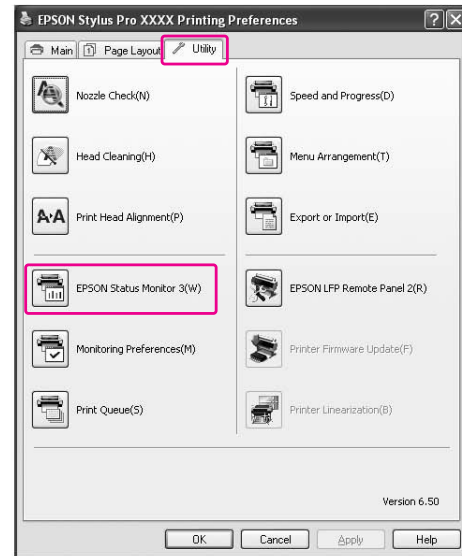 EPSON Stylus Pro XXXX Printing Preferences
Main
Page Layout
Utility
Nozzle Check(N)
Speed and Progress(D)
Head Cleaning(H)
Menu Arrangement(T)
Print Head Alignment(P)
Export or Import(E)
EPSON Status Monitor 3(W)
EPSON LFP Remote Panel 2(R)
Monitoring Preferences(M)
Printer Firmware Update(F)
Print Queue(S)
Printer Linearization(B)
Version 6.50
OK
Cancel
Apply
Help